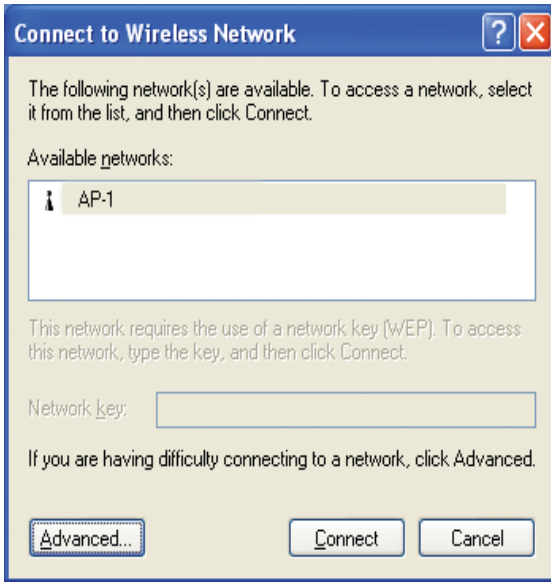 Connect to Wireless Network
The following network(s) are available. To access a network, select
it from the list, and then click Connect.
Available networks:
AP-1
This network requires the use of a network key (WEP). To access
this network, type the key, and then click Connect.
Network key:
If you are having difficulty connecting to a network, click Advanced.
Advanced... Connect Cancel